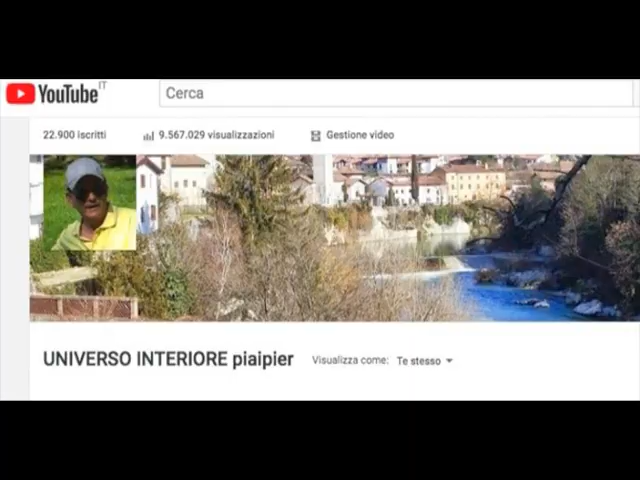 YouTube IT
Cerca
22.900 iscritti 9.567.029 visualizzazioni Gestione video
UNIVERSO INTERIORE piaipier Visualizza come: Te stesso